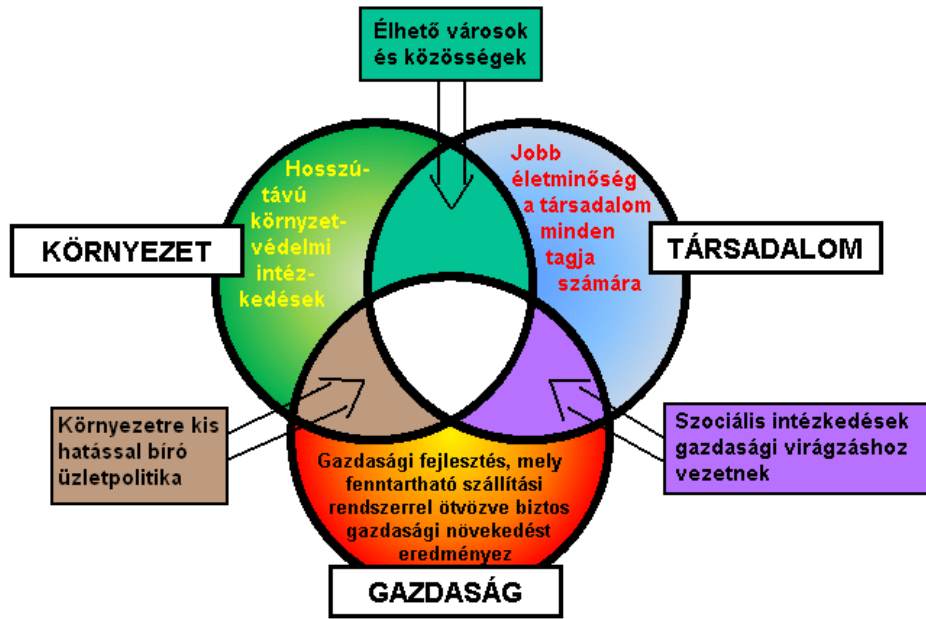 Élhető városok
és közösségek
Hosszú-
távú
környzet-
védelmi
intéz-
kedések
Jobb
életminőség
a társadalom
minden
tagja
számára
KÖRNYEZET
TÁRSADALOM
Környezetre kis
hatással bíró
üzletpolitika
Szociális intézkedések
gazdasági virágzáshoz
vezetnek
Gazdasági fejlesztés, mely
fenntartható szállítási
rendszerrel ötvözve biztos
gazdasági növekedést
eredményez
GAZDASÁG